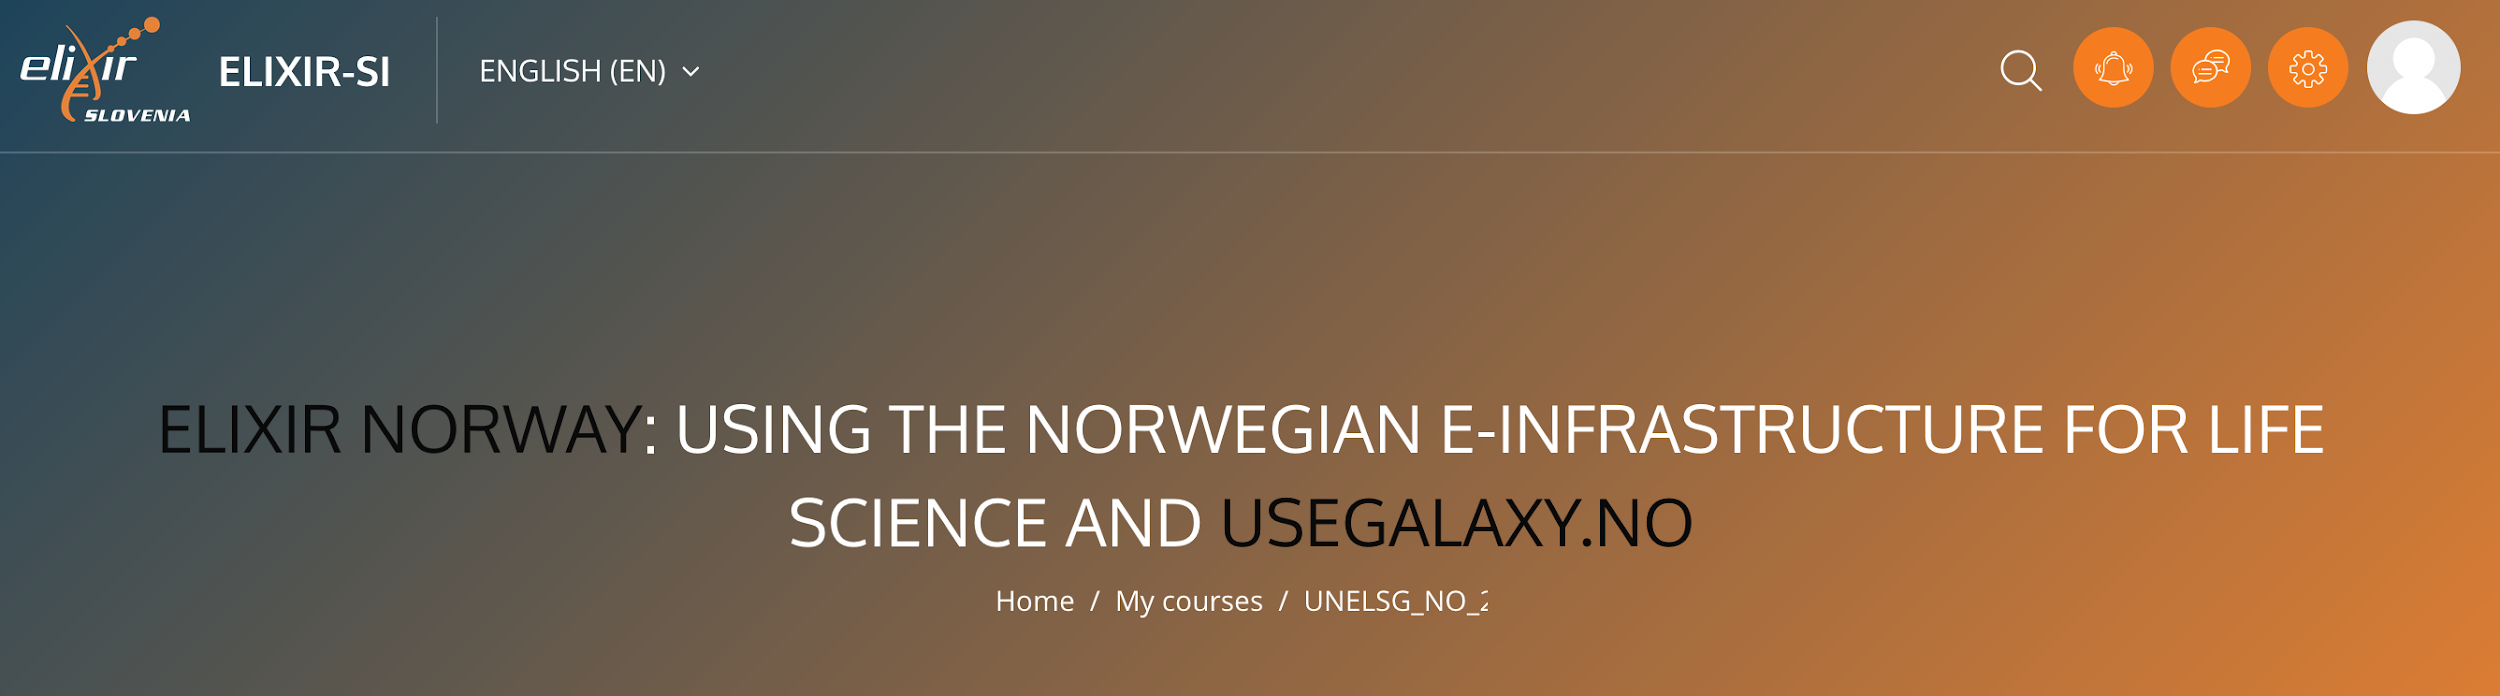 elixir
SLOVENIA
ELIXIR-SI
ENGLISH (EN)
ELIXIR NORWAY: USING THE NORWEGIAN E-INFRASTRUCTURE FOR LIFE
SCIENCE AND USEGALAXY.NO
Home / My courses / UNELSG_NO_